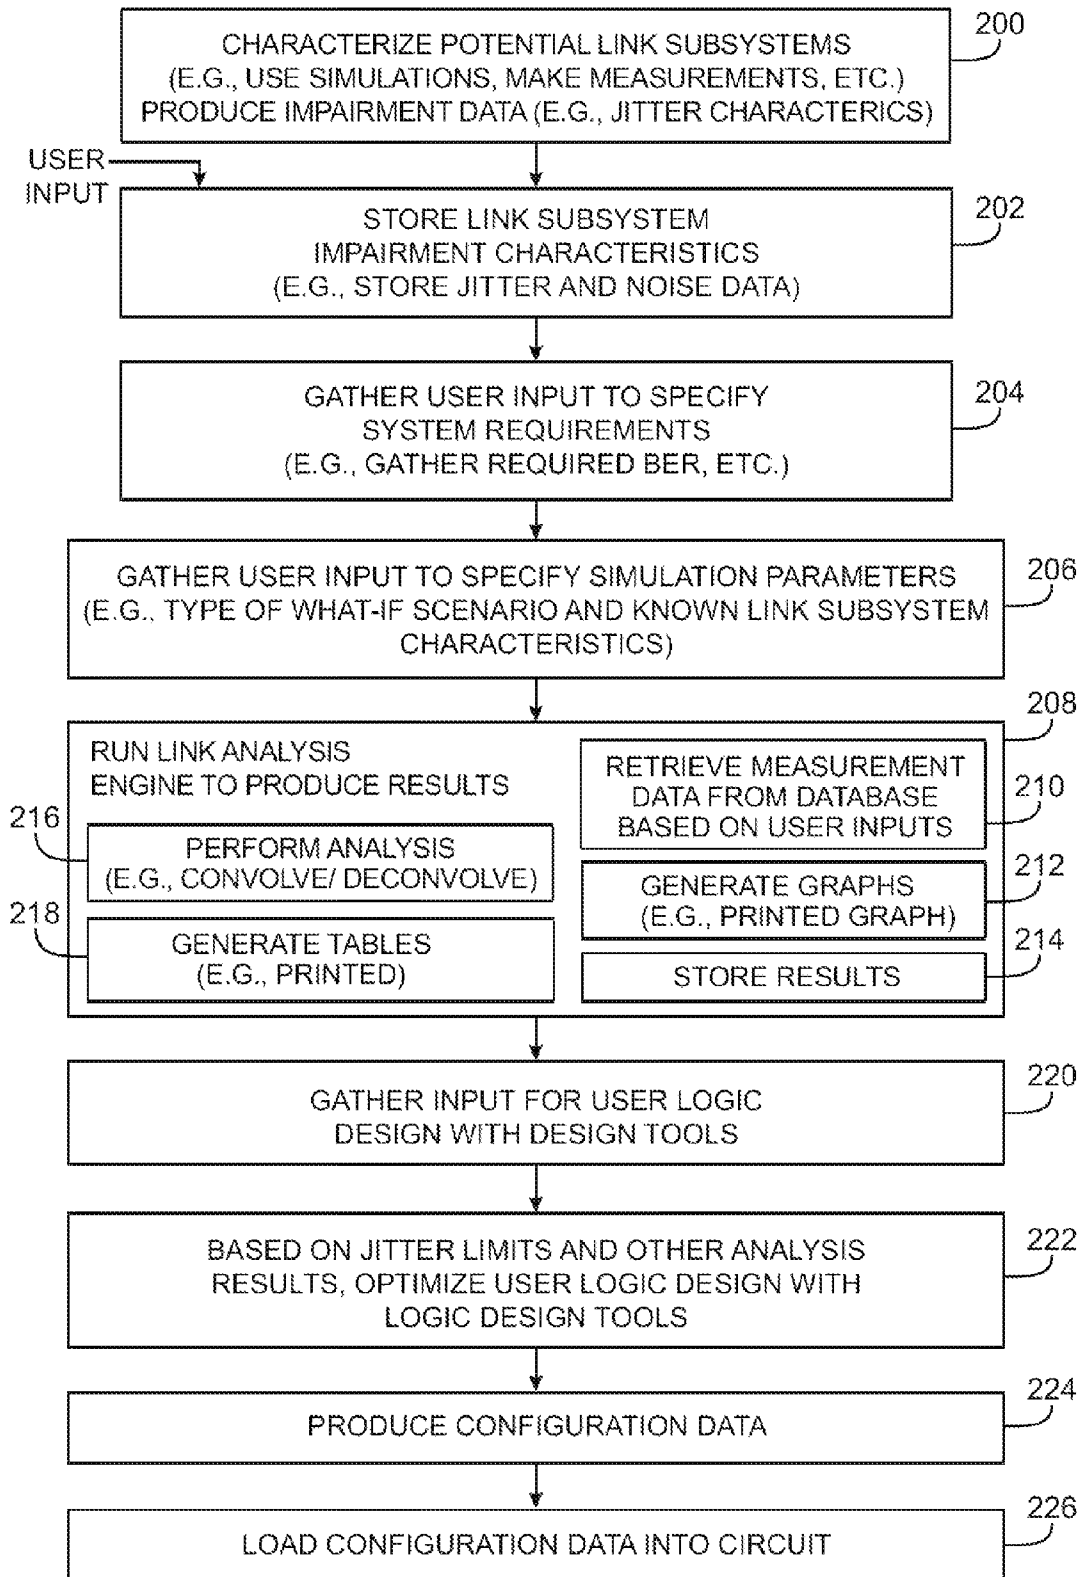 CHARACTERIZE POTENTIAL LINK SUBSYSTEMS
(E.G., USE SIMULATIONS, MAKE MEASUREMENTS, ETC.)
PRODUCE IMPAIRMENT DATA (E.G., JITTER CHARACTERICS)
200
USER
INPUT
STORE LINK SUBSYSTEM
IMPAIRMENT CHARACTERISTICS
(E.G., STORE JITTER AND NOISE DATA)
202
GATHER USER INPUT TO SPECIFY
SYSTEM REQUIREMENTS
(E.G., GATHER REQUIRED BER, ETC.)
204
GATHER USER INPUT TO SPECIFY SIMULATION PARAMETERS
(E.G., TYPE OF WHAT-IF SCENARIO AND KNOWN LINK SUBSYSTEM
CHARACTERISTICS)
206
208
RUN LINK ANALYSIS
ENGINE TO PRODUCE RESULTS
216
PERFORM ANALYSIS
(E.G., CONVOLVE/ DECONVOLVE)
218
GENERATE TABLES
(E.G., PRINTED)
RETRIEVE MEASUREMENT
DATA FROM DATABASE
BASED ON USER INPUTS
210
GENERATE GRAPHS
(E.G., PRINTED GRAPH)
212
STORE RESULTS
214
GATHER INPUT FOR USER LOGIC
DESIGN WITH DESIGN TOOLS
220
BASED ON JITTER LIMITS AND OTHER ANALYSIS
RESULTS, OPTIMIZE USER LOGIC DESIGN WITH
LOGIC DESIGN TOOLS
222
PRODUCE CONFIGURATION DATA
224
LOAD CONFIGURATION DATA INTO CIRCUIT
226